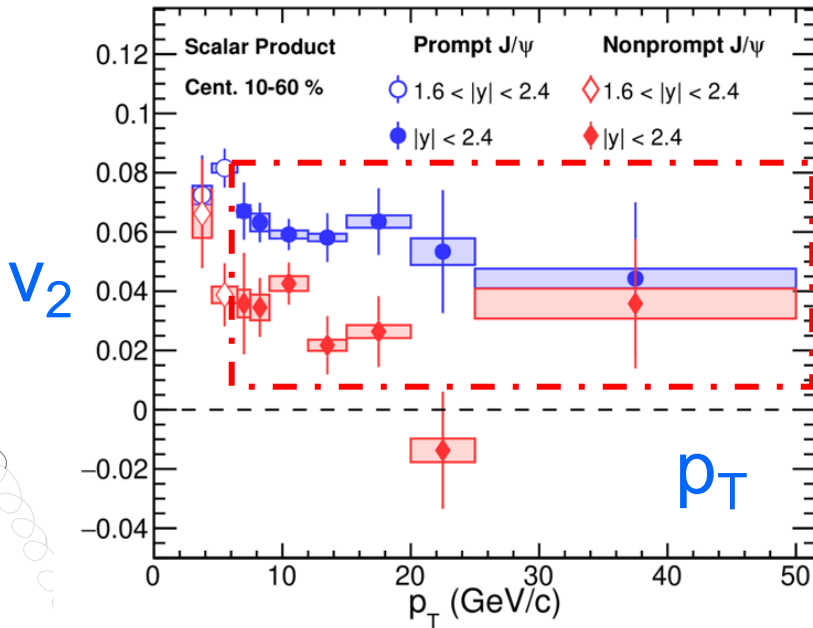 Scalar Product
Cent. 10-60 %
Prompt J/ψ
Nonprompt J/ψ
1.6 < |y| < 2.4
1.6 < |y| < 2.4
|y| < 2.4
|y| < 2.4
0.12
0.1
0.08
0.06
0.04
0.02
0
−0.02
−0.04
v₂
p_T
0 10 20 30 40 50
p_T (GeV/c)